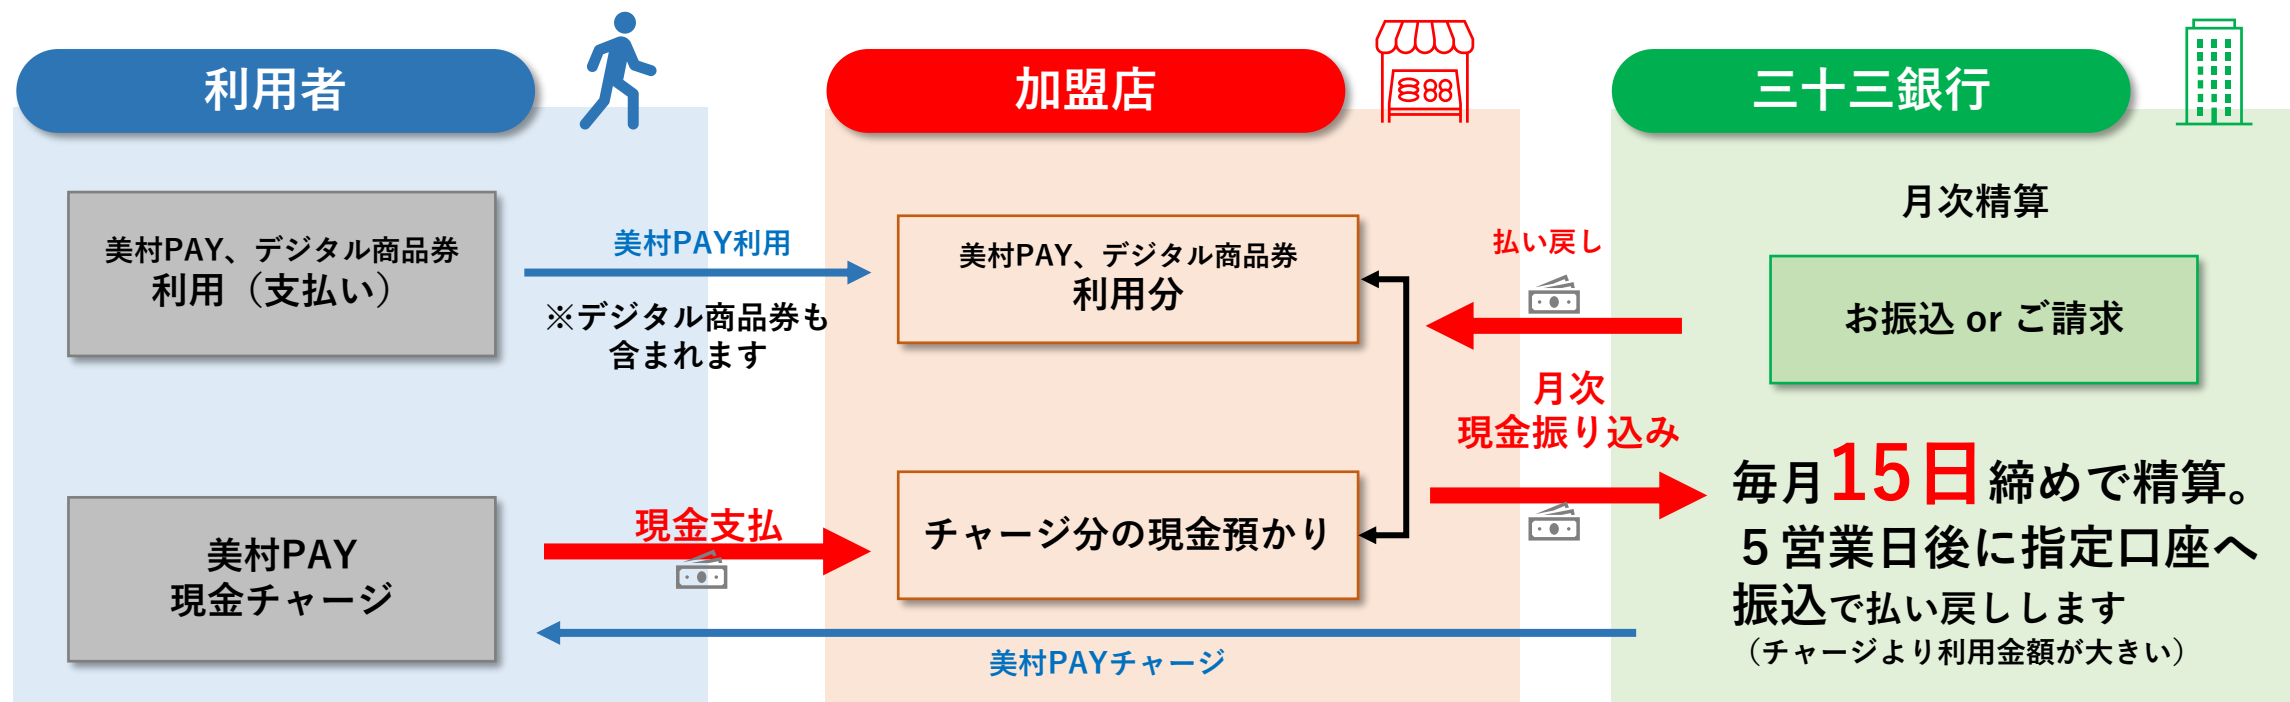 利用者
美村PAY、デジタル商品券
利用（支払い）
美村PAY
現金チャージ
美村PAY利用
※デジタル商品券も
含まれます
現金支払
加盟店
美村PAY、デジタル商品券
利用分
チャージ分の現金預かり
美村PAYチャージ
払い戻し
月次
現金振り込み
三十三銀行
月次精算
お振込 or ご請求
毎月15日締めで精算。
５営業日後に指定口座へ
振込で払い戻しします
（チャージより利用金額が大きい）